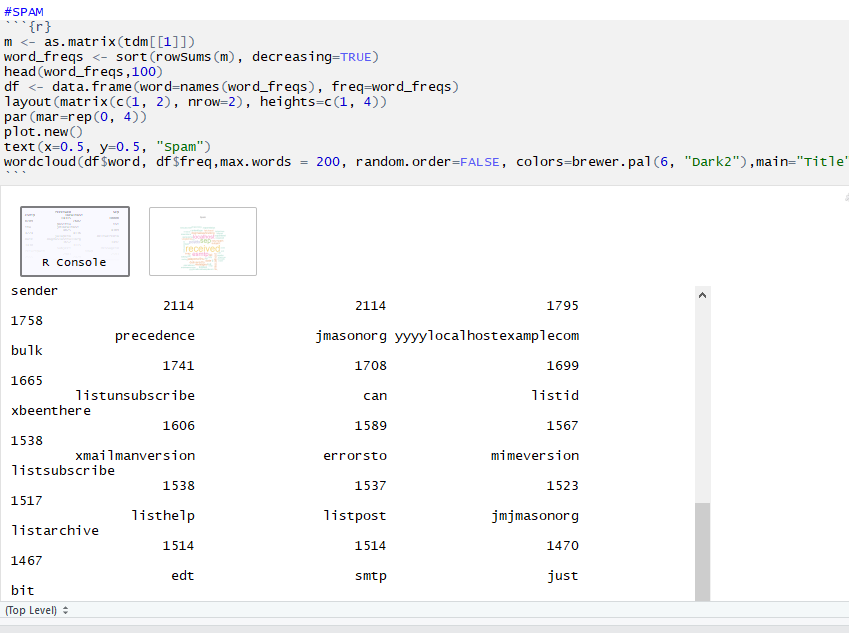 #SPAM
```{r}
m <- as.matrix(tdm[[1]])
word_freqs <- sort(rowSums(m), decreasing=TRUE)
head(word_freqs,100)
df <- data.frame(word=names(word_freqs), freq=word_freqs)
layout(matrix(c(1, 2), nrow=2), heights=c(1, 4))
par(mar=rep(0, 4))
plot.new()
text(x=0.5, y=0.5, "Spam")
wordcloud(df$word, df$freq,max.words = 200, random.order=FALSE, colors=brewer.pal(6, "Dark2"),main="Title"
```
R Console
received
sender
2114 2114 1795
1758
precedence jmasonorg yyyylocalhostexamplecom
bulk
1741 1708 1699
1665
listunsubscribe can listid
xbeenthere
1606 1589 1567
1538
xmailmanversion errorsto mimeversion
listsubscribe
1538 1537 1523
1517
listhelp listpost jmjmasonorg
listarchive
1514 1514 1470
1467
edt smtp just
bit
(Top Level)